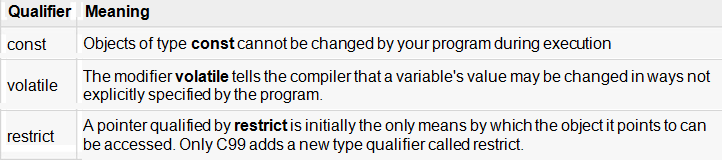 Qualifier Meaning
const Objects of type const cannot be changed by your program during execution
The modifier volatile tells the compiler that a variable's value may be changed in ways not
volatile
explicitly specified by the program.
A pointer qualified by restrict is initially the only means by which the object it points to can
restrict
be accessed. Only C99 adds a new type qualifier called restrict.